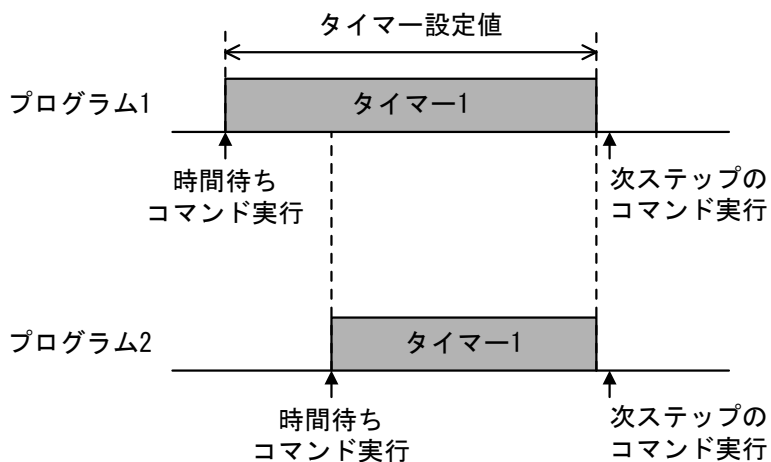 タイマー設定値
プログラム1
タイマー1
時間待ち
コマンド実行
次ステップの
コマンド実行
プログラム2
タイマー1
時間待ち
コマンド実行
次ステップの
コマンド実行